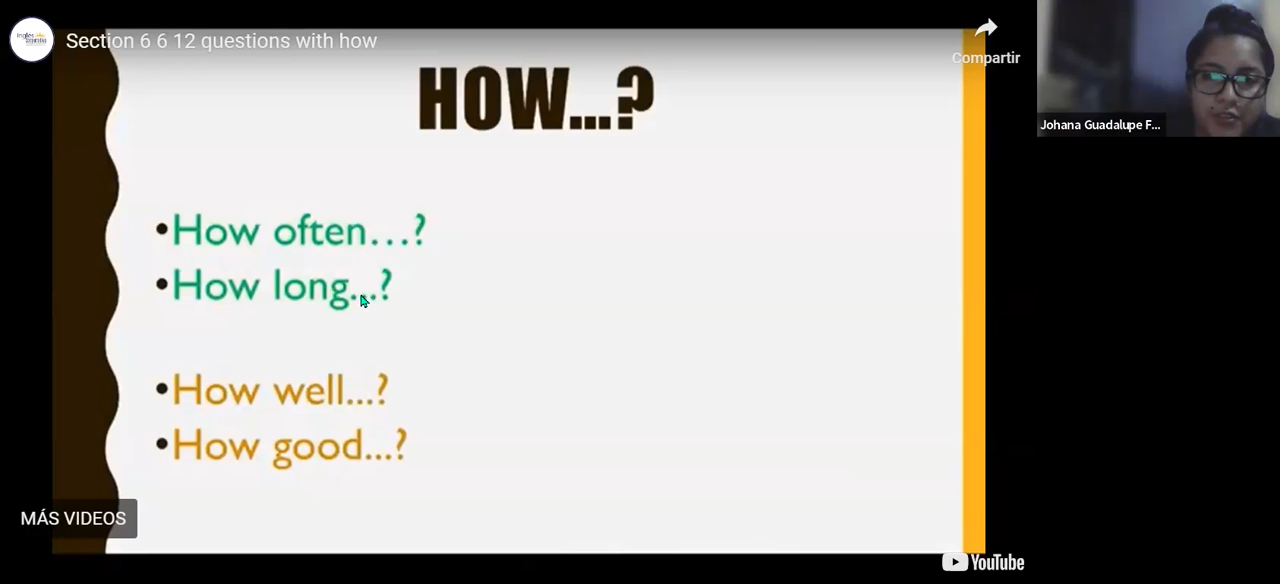 Section 6 6 12 questions with how
Compartir
HOW...?
Johana Guadalupe F...
•How often...?
•How long...?
•How well...?
•How good...?
MÁS VIDEOS
YouTube